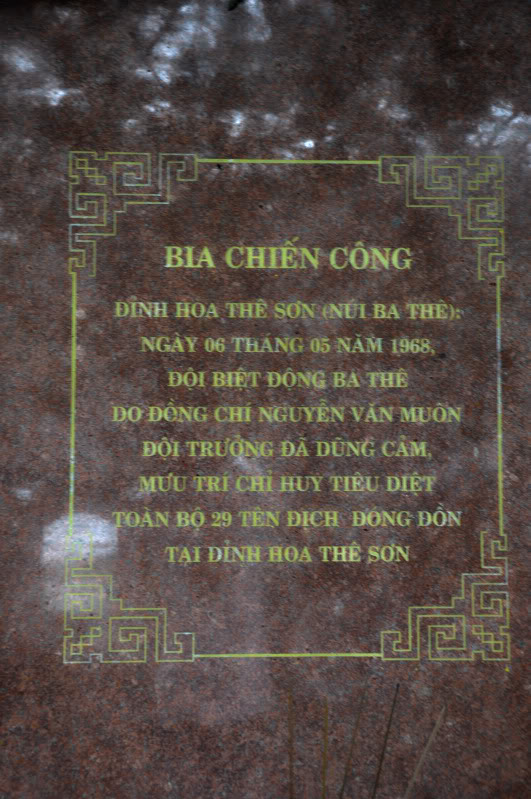 BIA CHIẾN CÔNG
ĐỈNH HOA THÊ SƠN (NÚI BA THÊ):
NGÀY 06 THÁNG 05 NĂM 1968,
ĐỘI BIỆT ĐỘNG BA THÊ
DO ĐỒNG CHÍ NGUYỄN VĂN MUÔN
ĐỘI TRƯỞNG ĐÃ DŨNG CẢM,
MƯU TRÍ CHỈ HUY TIÊU DIỆT
TOÀN BỘ 29 TÊN ĐỊCH ĐÓNG ĐỒN
TẠI ĐỈNH HOA THÊ SƠN